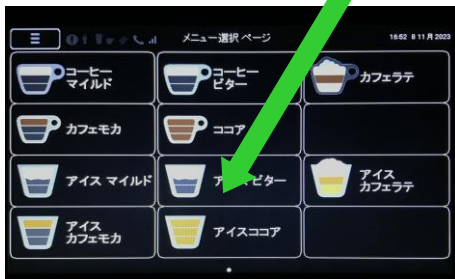 メニュー選択 ページ
16:52 8 11月 2023
コーヒー
マイルド
コーヒー
ビター
カフェラテ
カフェモカ
ココア
アイス マイルド
ビター
アイス
カフェラテ
アイス
カフェモカ
アイスココア